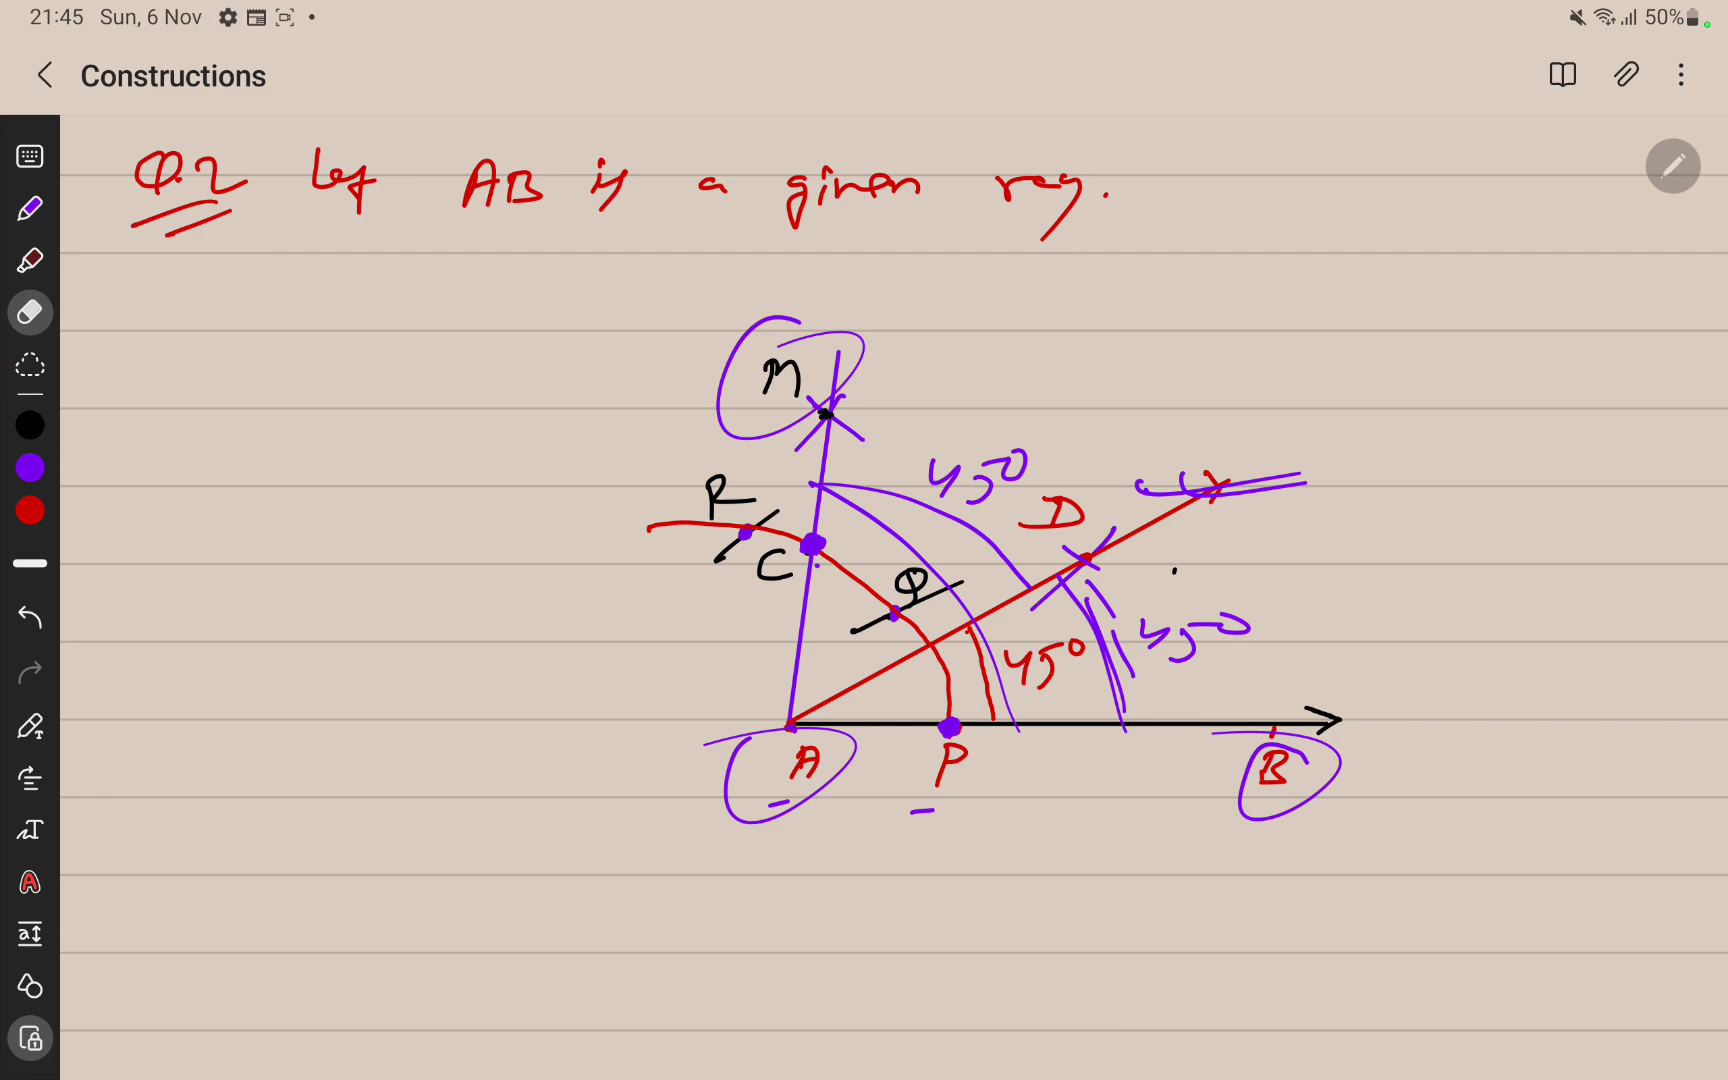 21:45 Sun, 6 Nov 50%
Constructions
Q.2 let AB is a given ray.
M
45°
R
D
C
Q
45°
45°
A P B